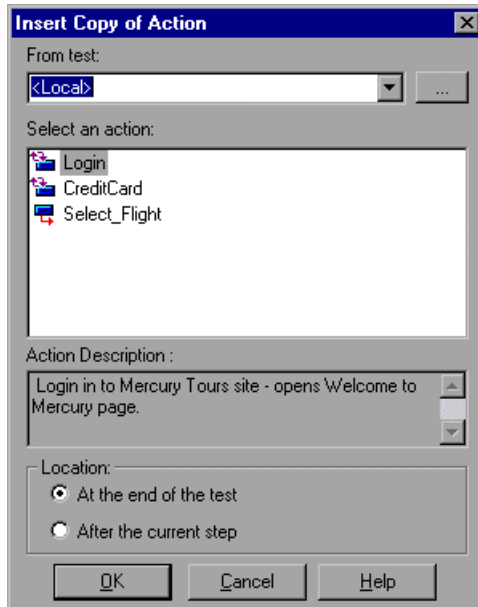 Insert Copy of Action
From test:
<Local>
...
Select an action:
Login
CreditCard
Select_Flight
Action Description :
Login in to Mercury Tours site - opens Welcome to
Mercury page.
Location:
At the end of the test
After the current step
OK
Cancel
Help